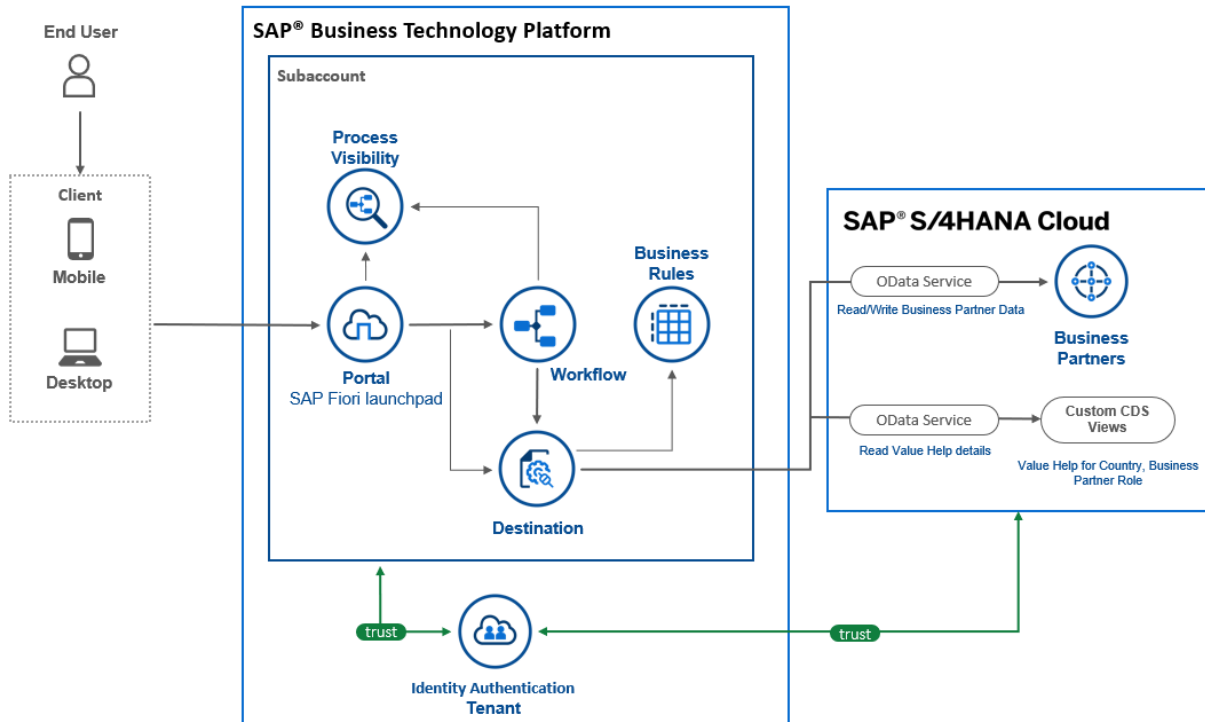 End User
Client
Mobile
Desktop
SAP® Business Technology Platform
Subaccount
Process
Visibility
Portal
SAP Fiori launchpad
Workflow
Business
Rules
Destination
trust
Identity Authentication
Tenant
trust
SAP® S/4HANA Cloud
OData Service
Read/Write Business Partner Data
Business
Partners
OData Service
Read Value Help details
Custom CDS
Views
Value Help for Country, Business
Partner Role